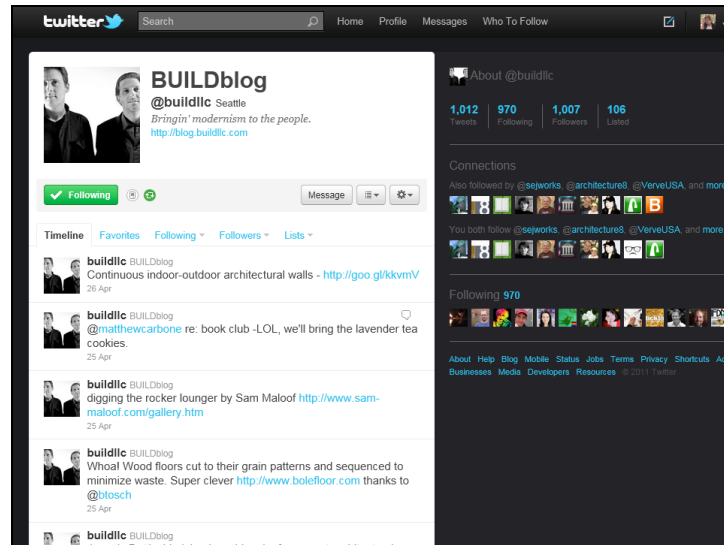 twitter
Search
Home Profile Messages Who To Follow
BUILDblog
@buildllc Seattle
Bringin' modernism to the people.
http://blog.buildllc.com
Following
Message
Timeline Favorites Following Followers Lists
buildllc BUILDblog
Continuous indoor-outdoor architectural walls - http://goo.gl/kkvmV
26 Apr
buildllc BUILDblog
@matthewcarbone re: book club -LOL, we'll bring the lavender tea
cookies.
25 Apr
buildllc BUILDblog
digging the rocker lounger by Sam Maloof http://www.sam-
maloof.com/gallery.htm
25 Apr
buildllc BUILDblog
Whoa! Wood floors cut to their grain patterns and sequenced to
minimize waste. Super clever http://www.bolefloor.com thanks to
@btosch
25 Apr
buildllc BUILDblog
About @buildllc
1,012 970 1,007 106
Tweets Following Followers Listed
Connections
Also followed by @sejworks, @architecture8, @VerveUSA, and more
You both follow @sejworks, @architecture8, @VerveUSA, and more
Following 970
About Help Blog Mobile Status Jobs Terms Privacy Shortcuts
Businesses Media Developers Resources © 2011 Twitter